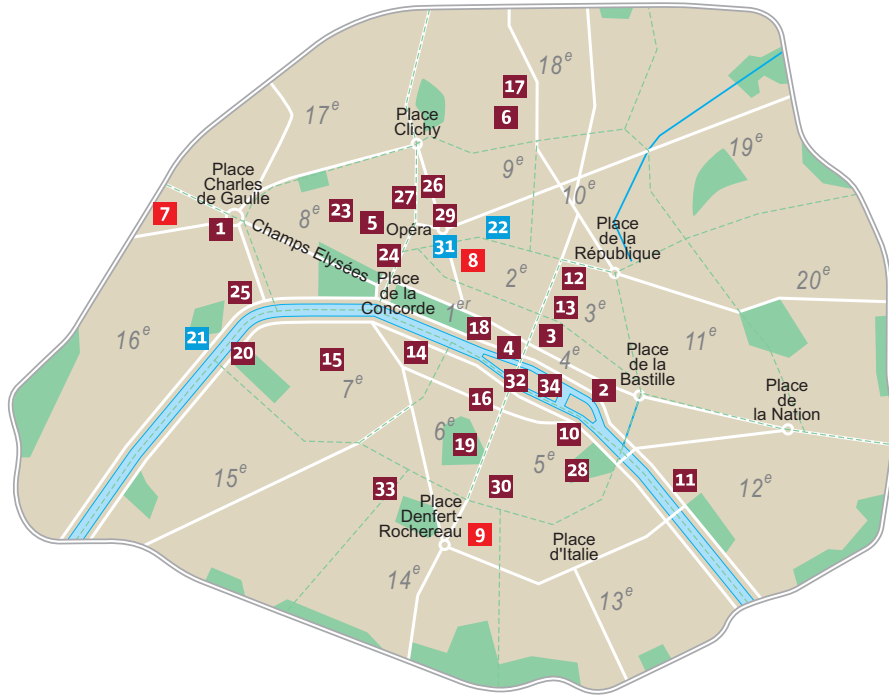 18e
17
17e
6
Place
Clichy
19e
9e
Place
Charles
de Gaulle
26
10e
27
7
23
5
29
8e
1
Opéra
22
Place
de la
République
Champs Elysées
31
24
8
2e
12
20e
Place
de la
Concorde
25
13
1er
3e
18
3
11e
16e
21
4
4e
20
15
14
Place
de la
Bastille
7e
32
34
2
Place
de
la Nation
16
6e
10
19
5e
28
15e
11
12e
33
30
Place
Denfert-
Rochereau
9
Place
d'Italie
14e
13e